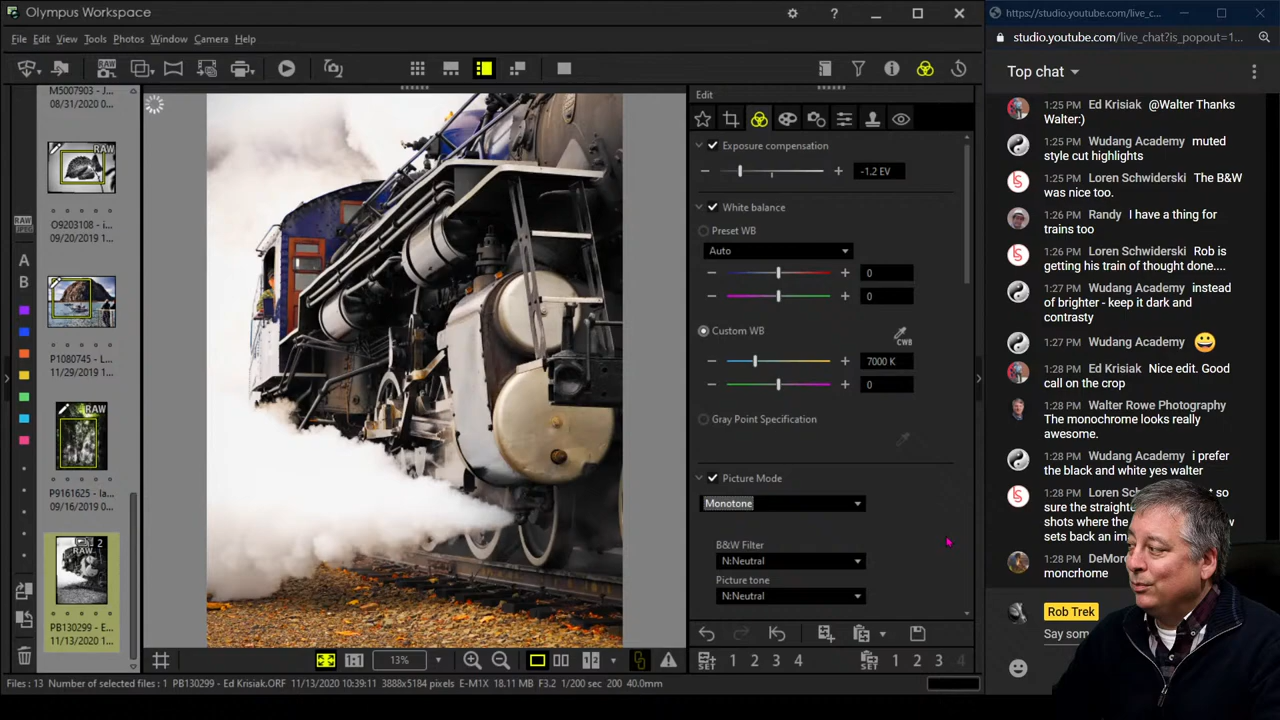 Olympus Workspace
File Edit View Tools Photos Window Camera Help
M5007903 - J...
08/31/2020 0...
RAW
O9203108 - i...
09/20/2019 1...
P1080745 - L...
11/29/2019 1...
RAW
P9161625 - Ia...
09/16/2019 0...
2
RAW
PB130299 - E...
11/13/2020 1...
RAW
A
B
Edit
Exposure compensation
-1.2 EV
White balance
Preset WB
Auto
0
0
Custom WB
CWB
7000 K
0
Gray Point Specification
Picture Mode
Monotone
B&W Filter
N:Neutral
Picture tone
N:Neutral
1:1 13%
SET 1 2 3 4 SET 1 2 3 4
Files : 13 Number of selected files : 1 PB130299 - Ed Krisiak.ORF 11/13/2020 10:39:11 3888x5184 pixels E-M1X 18.11 MB F3.2 1/200 sec 200 40.0mm
https://studio.youtube.com/live_c...
studio.youtube.com/live_chat?is_popout=1...
Top chat
1:25 PM Ed Krisiak @Walter Thanks
Walter:)
1:25 PM Wudang Academy muted
style cut highlights
1:25 PM Loren Schwiderski The B&W
was nice too.
1:26 PM Randy I have a thing for
trains too
1:26 PM Loren Schwiderski Rob is
getting his train of thought done....
1:27 PM Wudang Academy instead
of brighter - keep it dark and
contrasty
1:27 PM Wudang Academy
1:28 PM Ed Krisiak Nice edit. Good
call on the crop
1:28 PM Walter Rowe Photography
The monochrome looks really
awesome.
1:28 PM Wudang Academy i prefer
the black and white yes walter
1:28 PM Loren Schw
so
sure the straight
shots where the
sets back an im
1:28 PM DeMor
moncrhome
Rob Trek
Say som